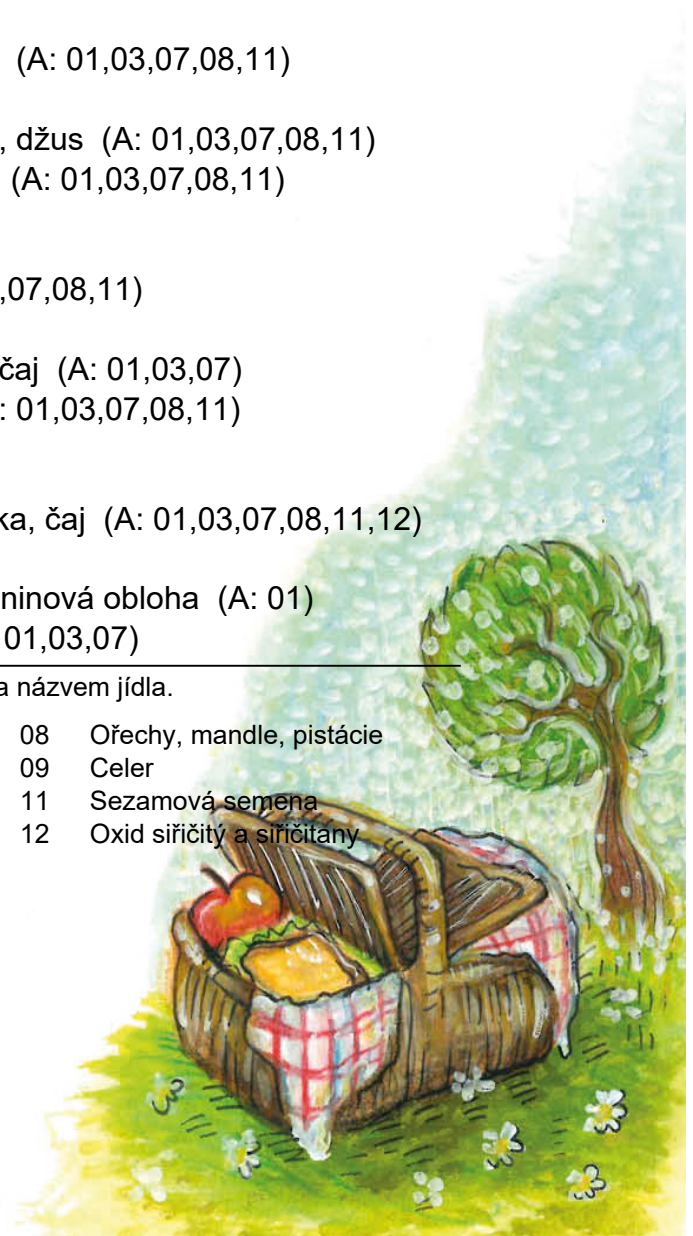 (A: 01,03,07,08,11)
, džus (A: 01,03,07,08,11)
(A: 01,03,07,08,11)
,07,08,11)
čaj (A: 01,03,07)
: 01,03,07,08,11)
ka, čaj (A: 01,03,07,08,11,12)
ninová obloha (A: 01)
01,03,07)
a názvem jídla.
08 Ořechy, mandle, pistácie
09 Celer
11 Sezamová semena
12 Oxid siřičitý a siřičitany